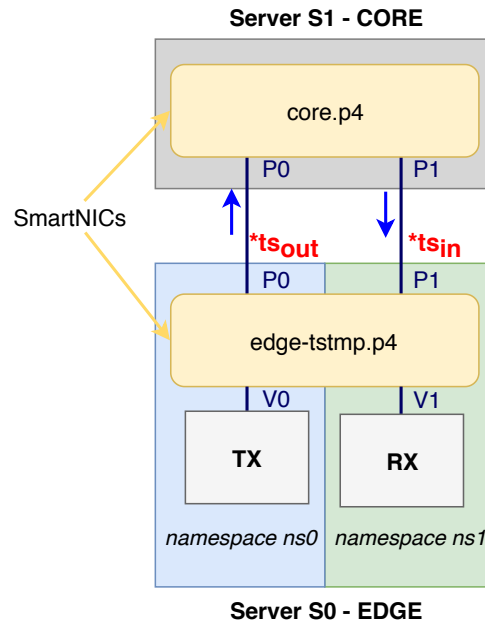 Server S1 - CORE
core.p4
P0 P1
SmartNICs
*tsout *tsin
P0 P1
edge-tstmp.p4
V0 V1
TX RX
namespace ns0 namespace ns1
Server S0 - EDGE